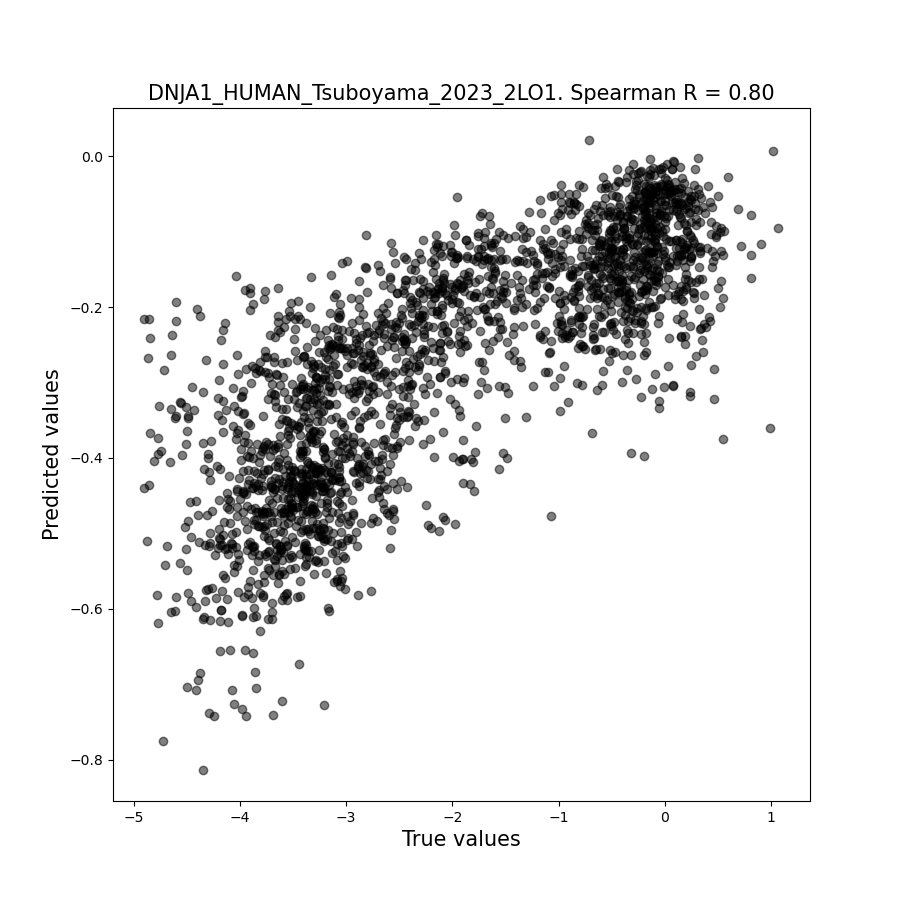 DNJA1_HUMAN_Tsuboyama_2023_2LO1. Spearman R = 0.80
0.0
−0.2
−0.4
−0.6
−0.8
Predicted values
−5 −4 −3 −2 −1 0 1
True values